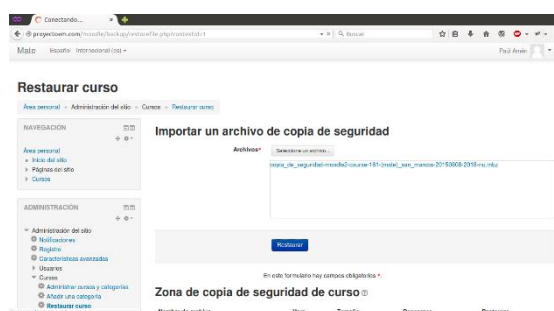 Conectando...
proyectoem.com/moodle/backup/restorefile.php?contextid=1
Buscar
Español - Internacional (es)
Restaurar curso
Área personal
Administración del sitio
Cursos
Restaurar curso
NAVEGACIÓN
Área personal
Inicio del sitio
Páginas del sitio
Cursos
ADMINISTRACIÓN
Administración del sitio
Notificaciones
Registro
Características avanzadas
Usuarios
Cursos
Administrar cursos y categorías
Añadir una categoría
Restaurar curso
Importar un archivo de copia de seguridad
Archivos*
Seleccione un archivo...
Restaurar
En este formulario hay campos obligatorios *.
Zona de copia de seguridad de curso